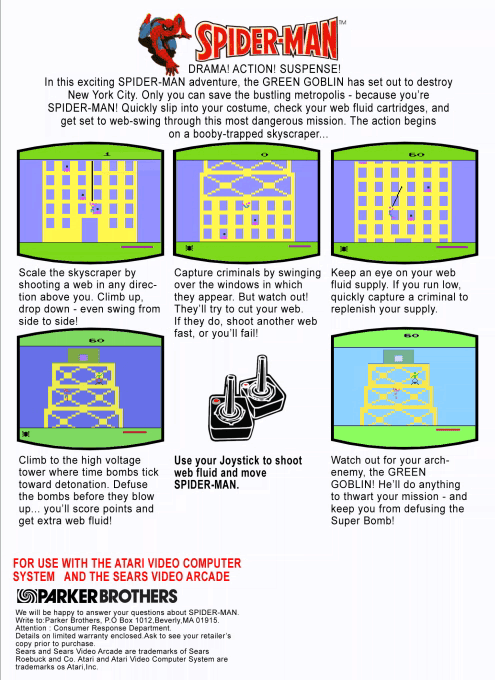 SPIDER-MAN™
DRAMA! ACTION! SUSPENSE!
In this exciting SPIDER-MAN adventure, the GREEN GOBLIN has set out to destroy
New York City. Only you can save the bustling metropolis - because you're
SPIDER-MAN! Quickly slip into your costume, check your web fluid cartridges, and
get set to web-swing through this most dangerous mission. The action begins
on a booby-trapped skyscraper...
1
0
60
Scale the skyscraper by
shooting a web in any direc-
tion above you. Climb up,
drop down - even swing from
side to side!
Capture criminals by swinging
over the windows in which
they appear. But watch out!
They'll try to cut your web.
If they do, shoot another web
fast, or you'll fail!
Keep an eye on your web
fluid supply. If you run low,
quickly capture a criminal to
replenish your supply.
60
60
Climb to the high voltage
tower where time bombs tick
toward detonation. Defuse
the bombs before they blow
up... you'll score points and
get extra web fluid!
Use your Joystick to shoot
web fluid and move
SPIDER-MAN.
Watch out for your arch-
enemy, the GREEN
GOBLIN! He'll do anything
to thwart your mission - and
keep you from defusing the
Super Bomb!
FOR USE WITH THE ATARI VIDEO COMPUTER
SYSTEM AND THE SEARS VIDEO ARCADE
PARKER BROTHERS
We will be happy to answer your questions about SPIDER-MAN.
Write to:Parker Brothers, P.O Box 1012,Beverly,MA 01915.
Attention : Consumer Response Department.
Details on limited warranty enclosed.Ask to see your retailer's
copy prior to purchase.
Sears and Sears Video Arcade are trademarks of Sears
Roebuck and Co. Atari and Atari Video Computer System are
trademarks os Atari,Inc.